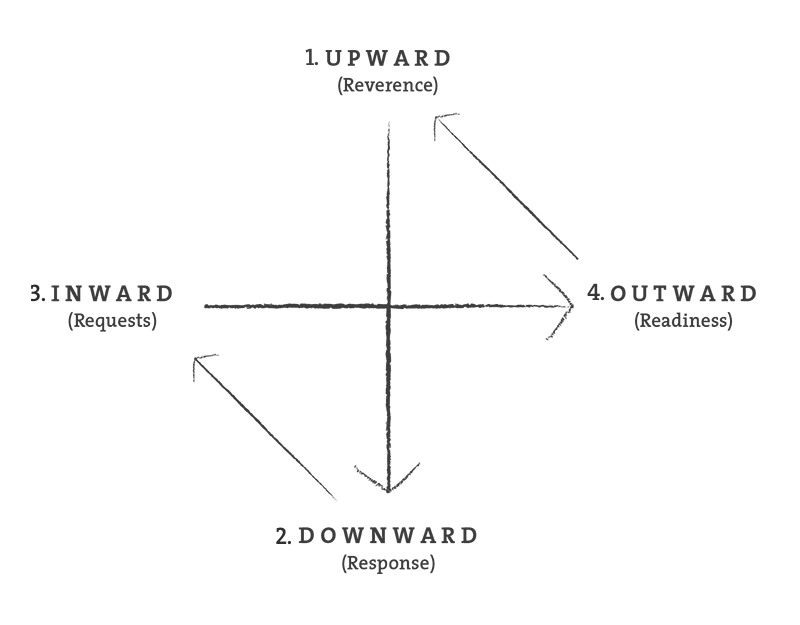 1. UPWARD
(Reverence)
3. INWARD
(Requests)
4. OUTWARD
(Readiness)
2. DOWNWARD
(Response)